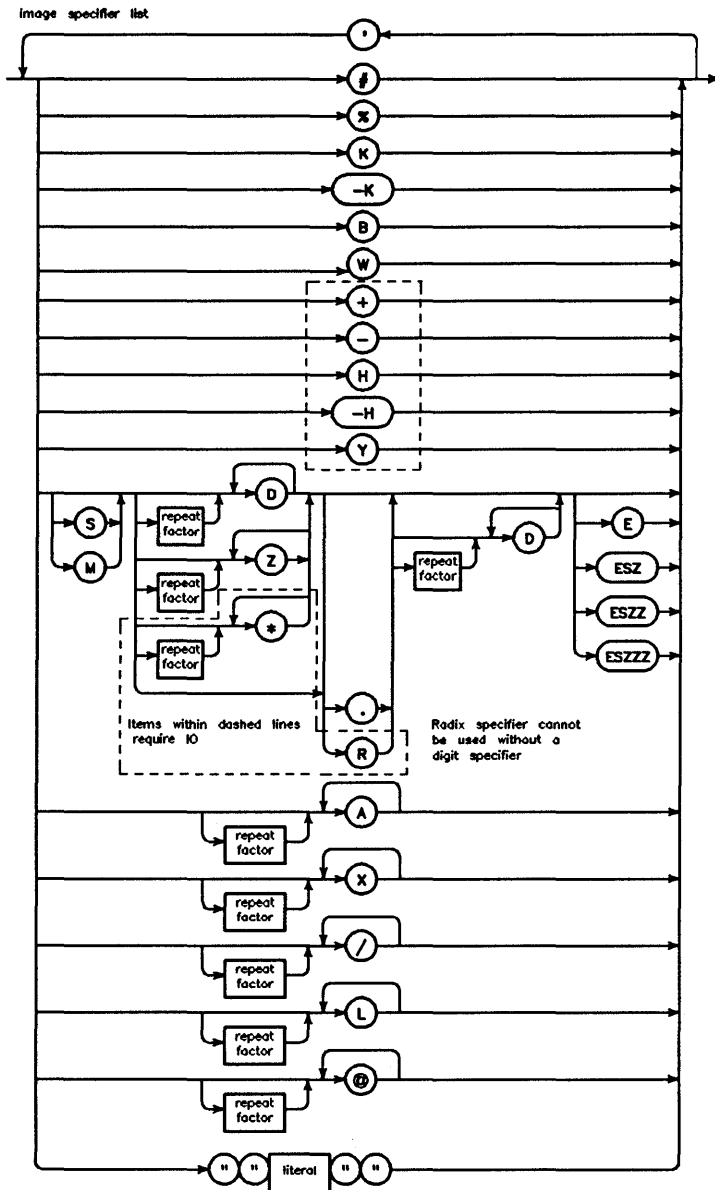 image specifier list
,
#
%
K
-K
B
W
+
-
H
-H
Y
D
S
repeat factor
D
E
M
Z
repeat factor
ESZ
repeat factor
*
ESZZ
repeat factor
ESZZZ
.
Items within dashed lines
require IO
R
Radix specifier cannot
be used without a
digit specifier
A
repeat
factor
X
repeat
factor
/
repeat
factor
L
repeat
factor
@
repeat
factor
" " literal " "